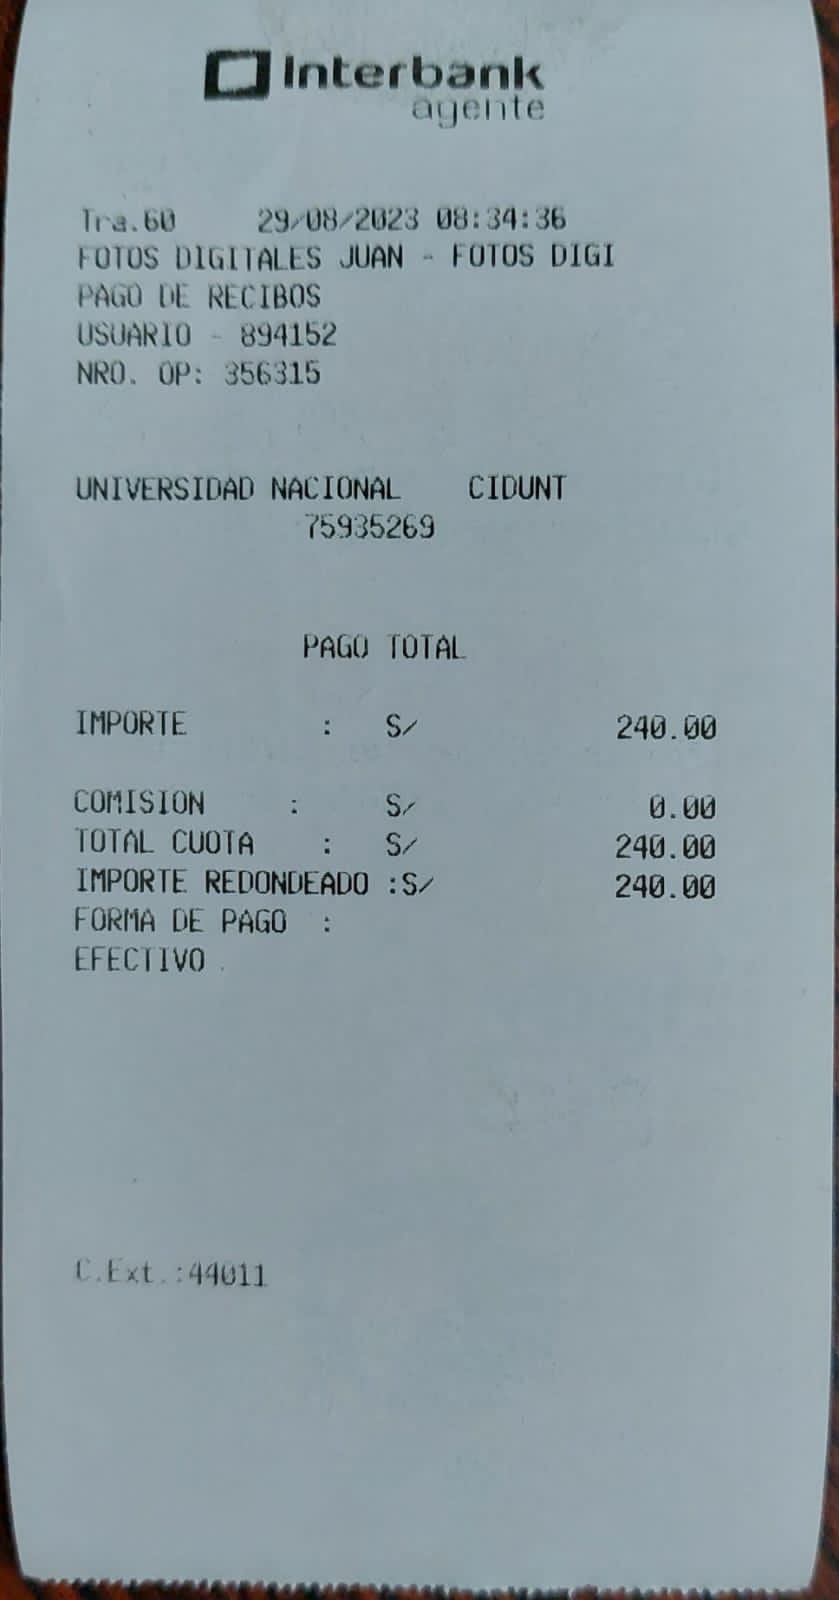 Interbank
agente
Tra.60 29/08/2023 08:34:36
FOTOS DIGITALES JUAN - FOTOS DIGI
PAGO DE RECIBOS
USUARIO - 894152
NRO. OP: 356315
UNIVERSIDAD NACIONAL CIDUNT
75935269
PAGO TOTAL
IMPORTE : S/ 240.00
COMISION : S/ 0.00
TOTAL CUOTA : S/ 240.00
IMPORTE REDONDEADO :S/ 240.00
FORMA DE PAGO :
EFECTIVO
C.Ext.:44011